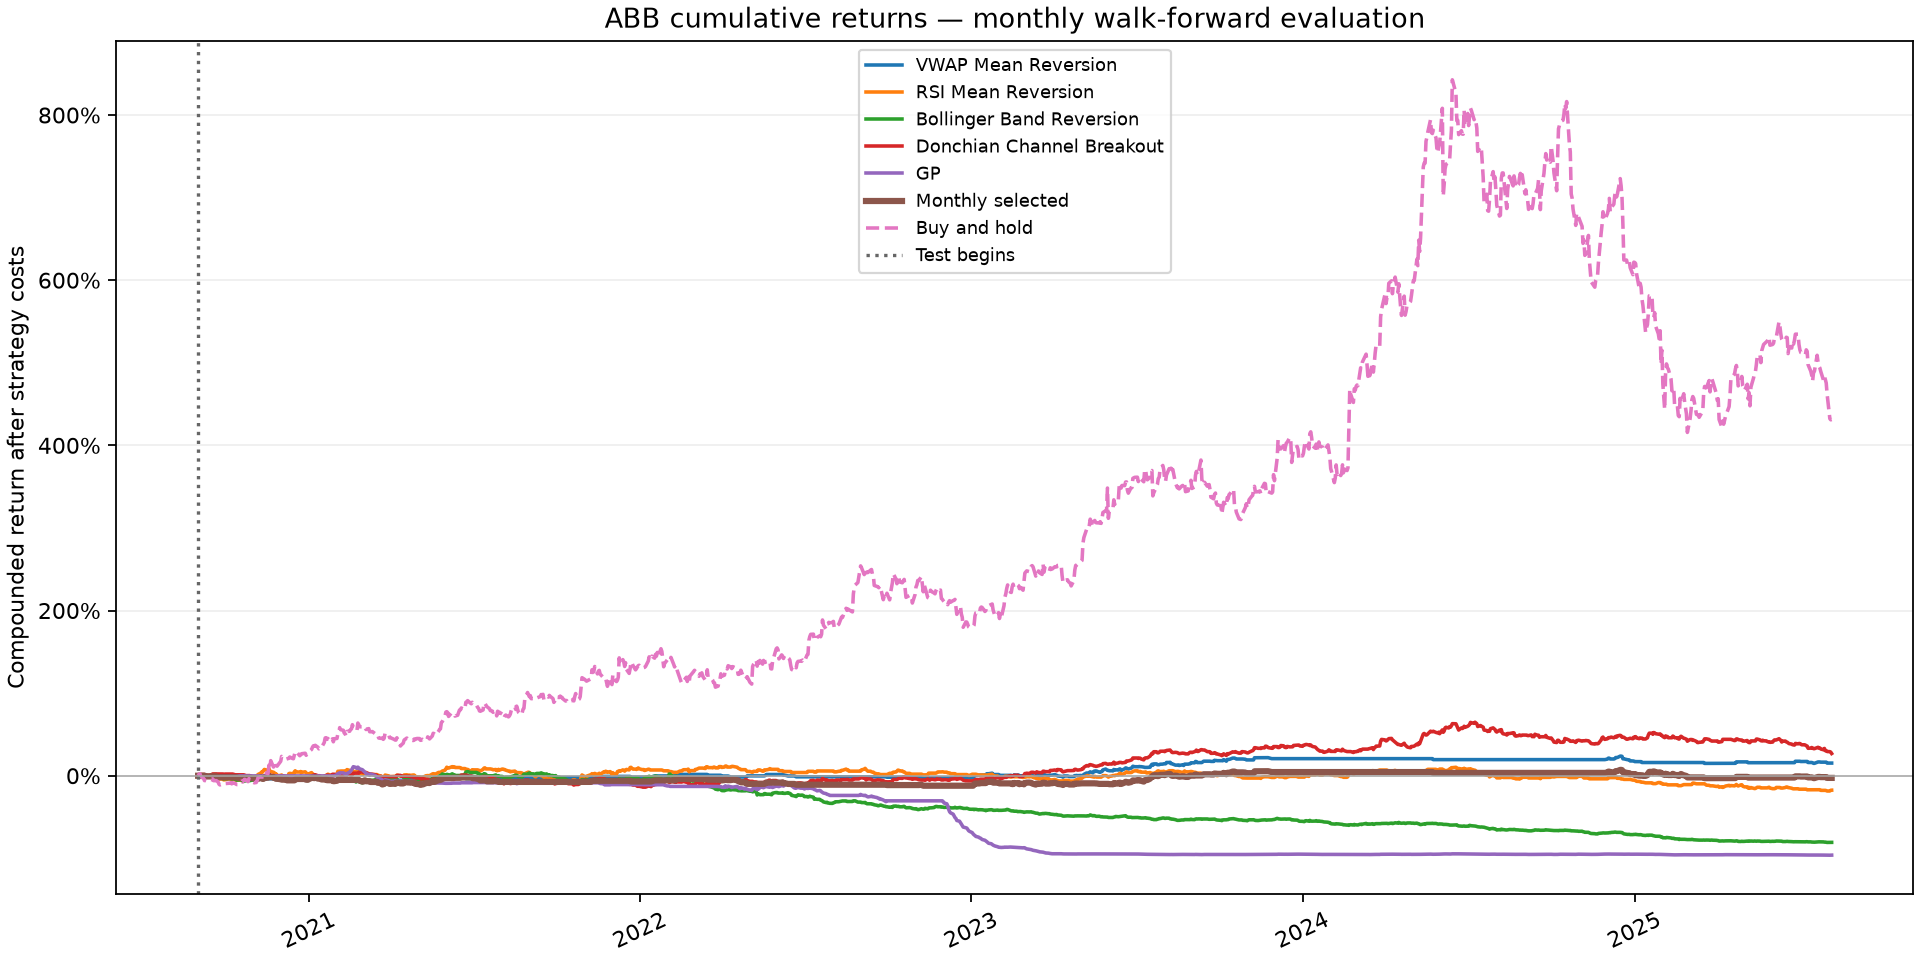 ABB cumulative returns — monthly walk-forward evaluation
Compounded return after strategy costs
800%
600%
400%
200%
0%
VWAP Mean Reversion
RSI Mean Reversion
Bollinger Band Reversion
Donchian Channel Breakout
GP
Monthly selected
Buy and hold
Test begins
2021
2022
2023
2024
2025